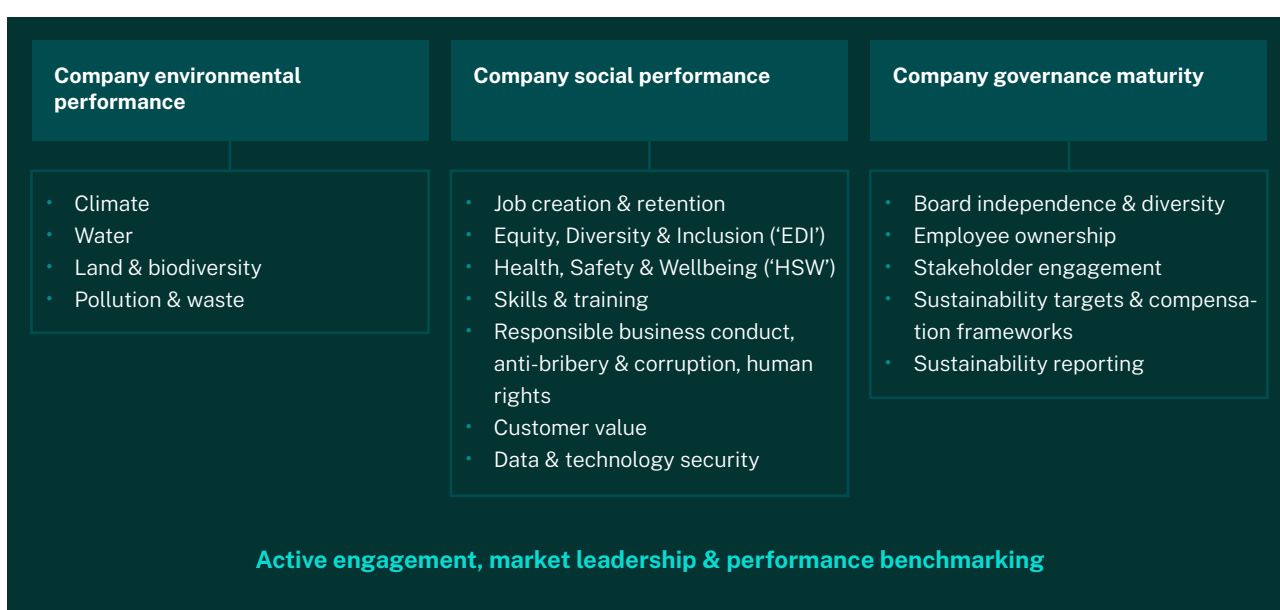 Company environmental
performance
• Climate
• Water
• Land & biodiversity
• Pollution & waste
Company social performance
• Job creation & retention
• Equity, Diversity & Inclusion (‘EDI’)
• Health, Safety & Wellbeing (‘HSW’)
• Skills & training
• Responsible business conduct,
anti-bribery & corruption, human
rights
• Customer value
• Data & technology security
Company governance maturity
• Board independence & diversity
• Employee ownership
• Stakeholder engagement
• Sustainability targets & compensa-
tion frameworks
• Sustainability reporting
Active engagement, market leadership & performance benchmarking